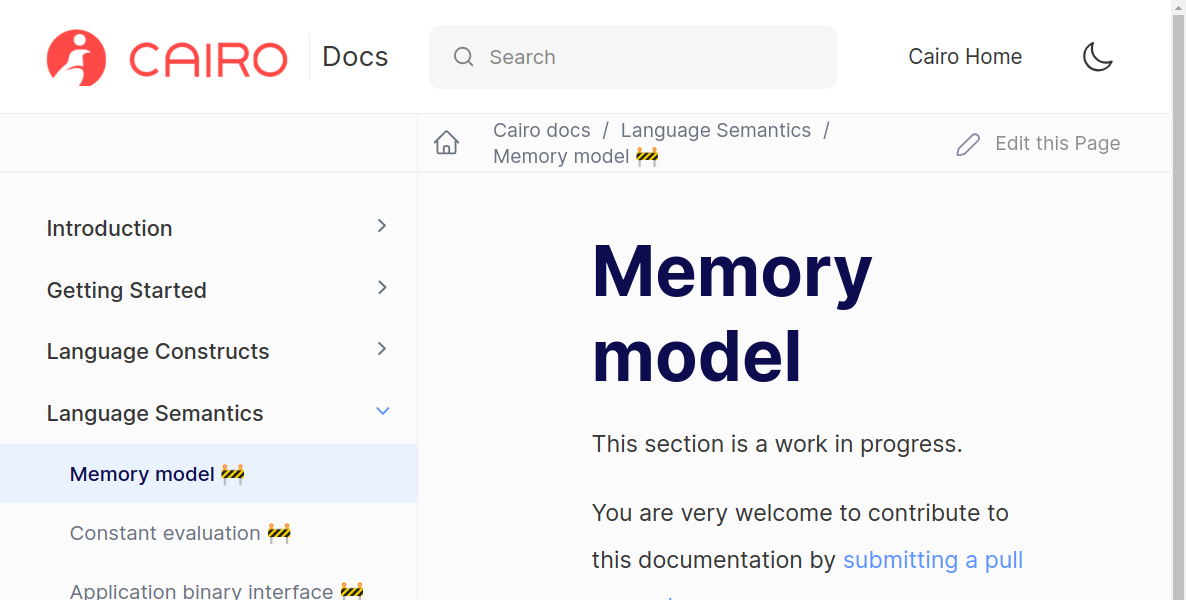 CAIRO Docs
Search
Cairo Home
Cairo docs / Language Semantics /
Memory model 🚧
Edit this Page
Introduction
Getting Started
Language Constructs
Language Semantics
Memory model 🚧
Constant evaluation 🚧
Application binary interface 🚧
Memory
model
This section is a work in progress.
You are very welcome to contribute to
this documentation by submitting a pull